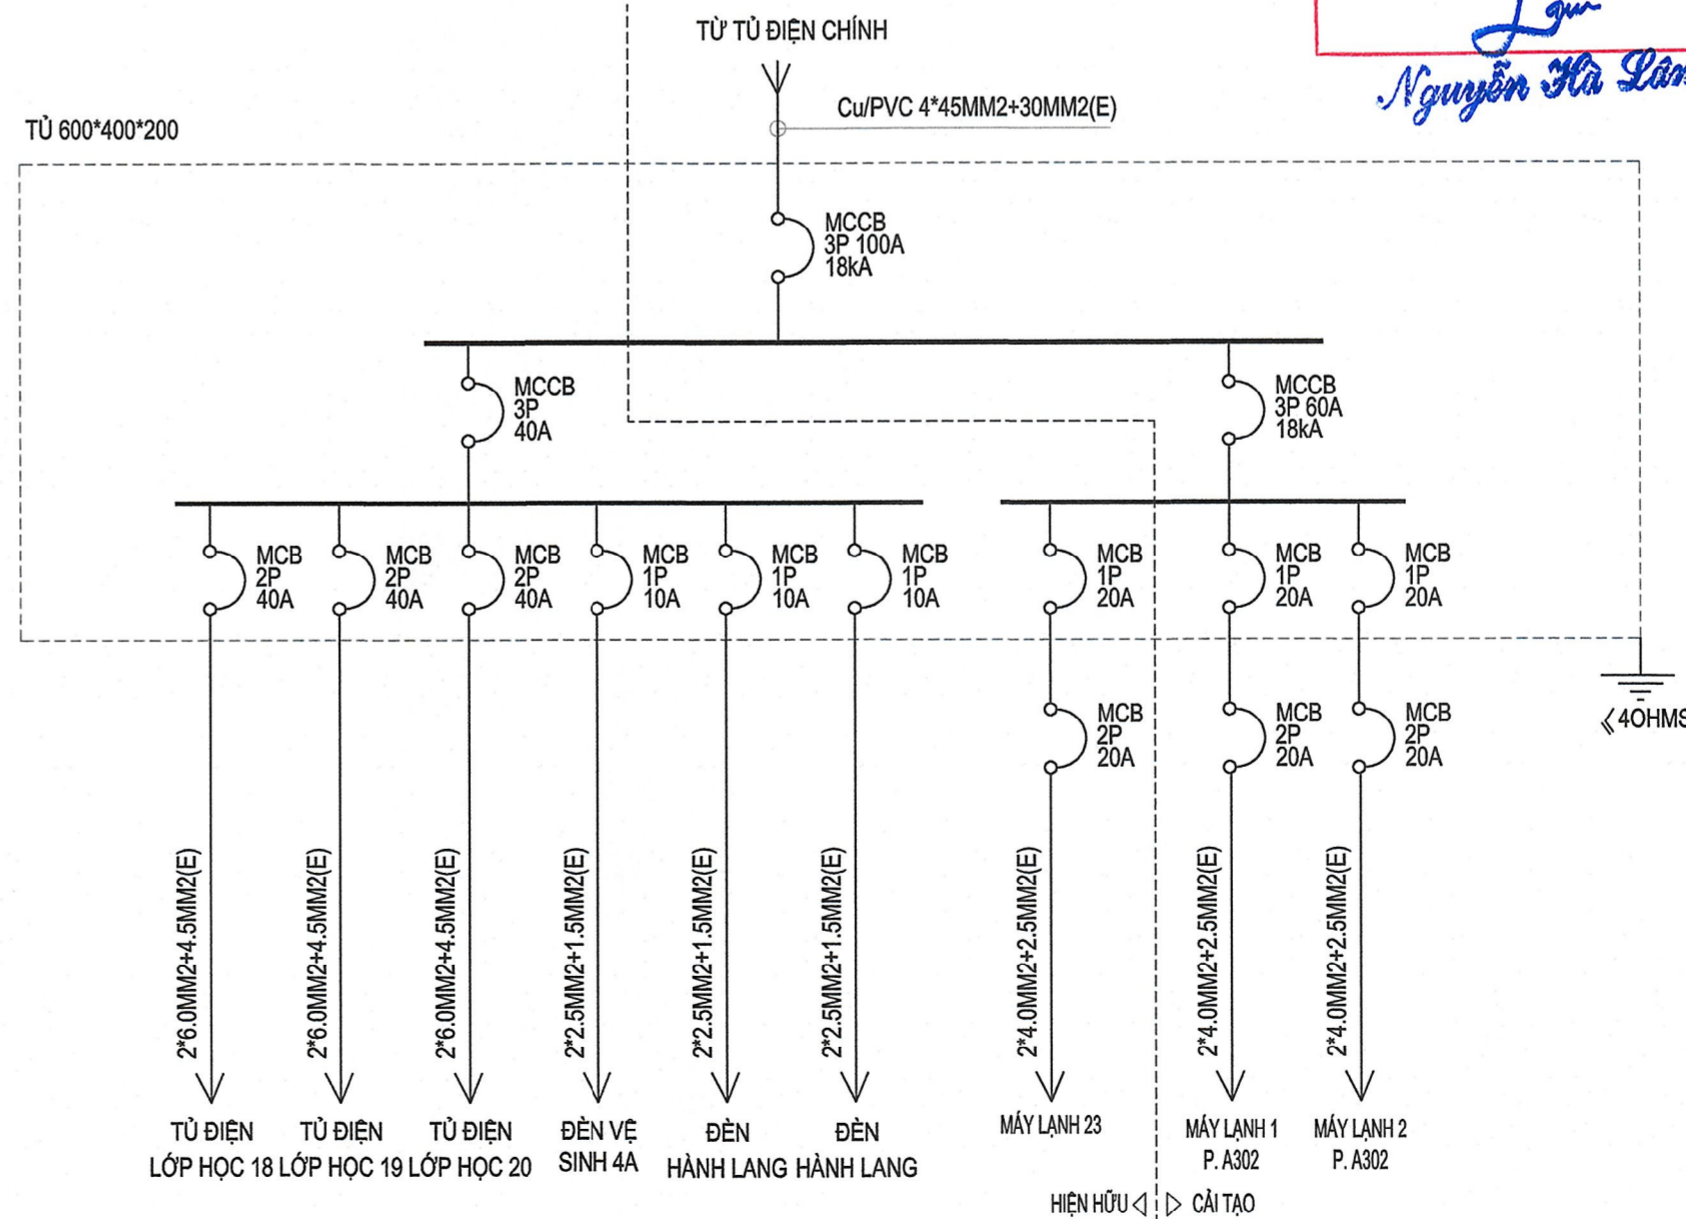 TỪ TỦ ĐIỆN CHÍNH
Nguyễn Hà Lân
Cu/PVC 4*45MM2+30MM2(E)
TỦ 600*400*200
MCCB
3P 100A
18kA
MCCB
3P
40A
MCCB
3P 60A
18kA
MCB
2P
40A
MCB
2P
40A
MCB
2P
40A
MCB
1P
10A
MCB
1P
10A
MCB
1P
10A
MCB
1P
20A
MCB
1P
20A
MCB
1P
20A
MCB
2P
20A
MCB
2P
20A
MCB
2P
20A
≪ 4OHMS
2*6.0MM2+4.5MM2(E)
2*6.0MM2+4.5MM2(E)
2*6.0MM2+4.5MM2(E)
2*2.5MM2+1.5MM2(E)
2*2.5MM2+1.5MM2(E)
2*2.5MM2+1.5MM2(E)
2*4.0MM2+2.5MM2(E)
2*4.0MM2+2.5MM2(E)
2*4.0MM2+2.5MM2(E)
TỦ ĐIỆN
LỚP HỌC 18
TỦ ĐIỆN
LỚP HỌC 19
TỦ ĐIỆN
LỚP HỌC 20
ĐÈN VỆ
SINH 4A
ĐÈN
HÀNH LANG
ĐÈN
HÀNH LANG
MÁY LẠNH 23
MÁY LẠNH 1
P. A302
MÁY LẠNH 2
P. A302
HIỆN HỮU
CẢI TẠO